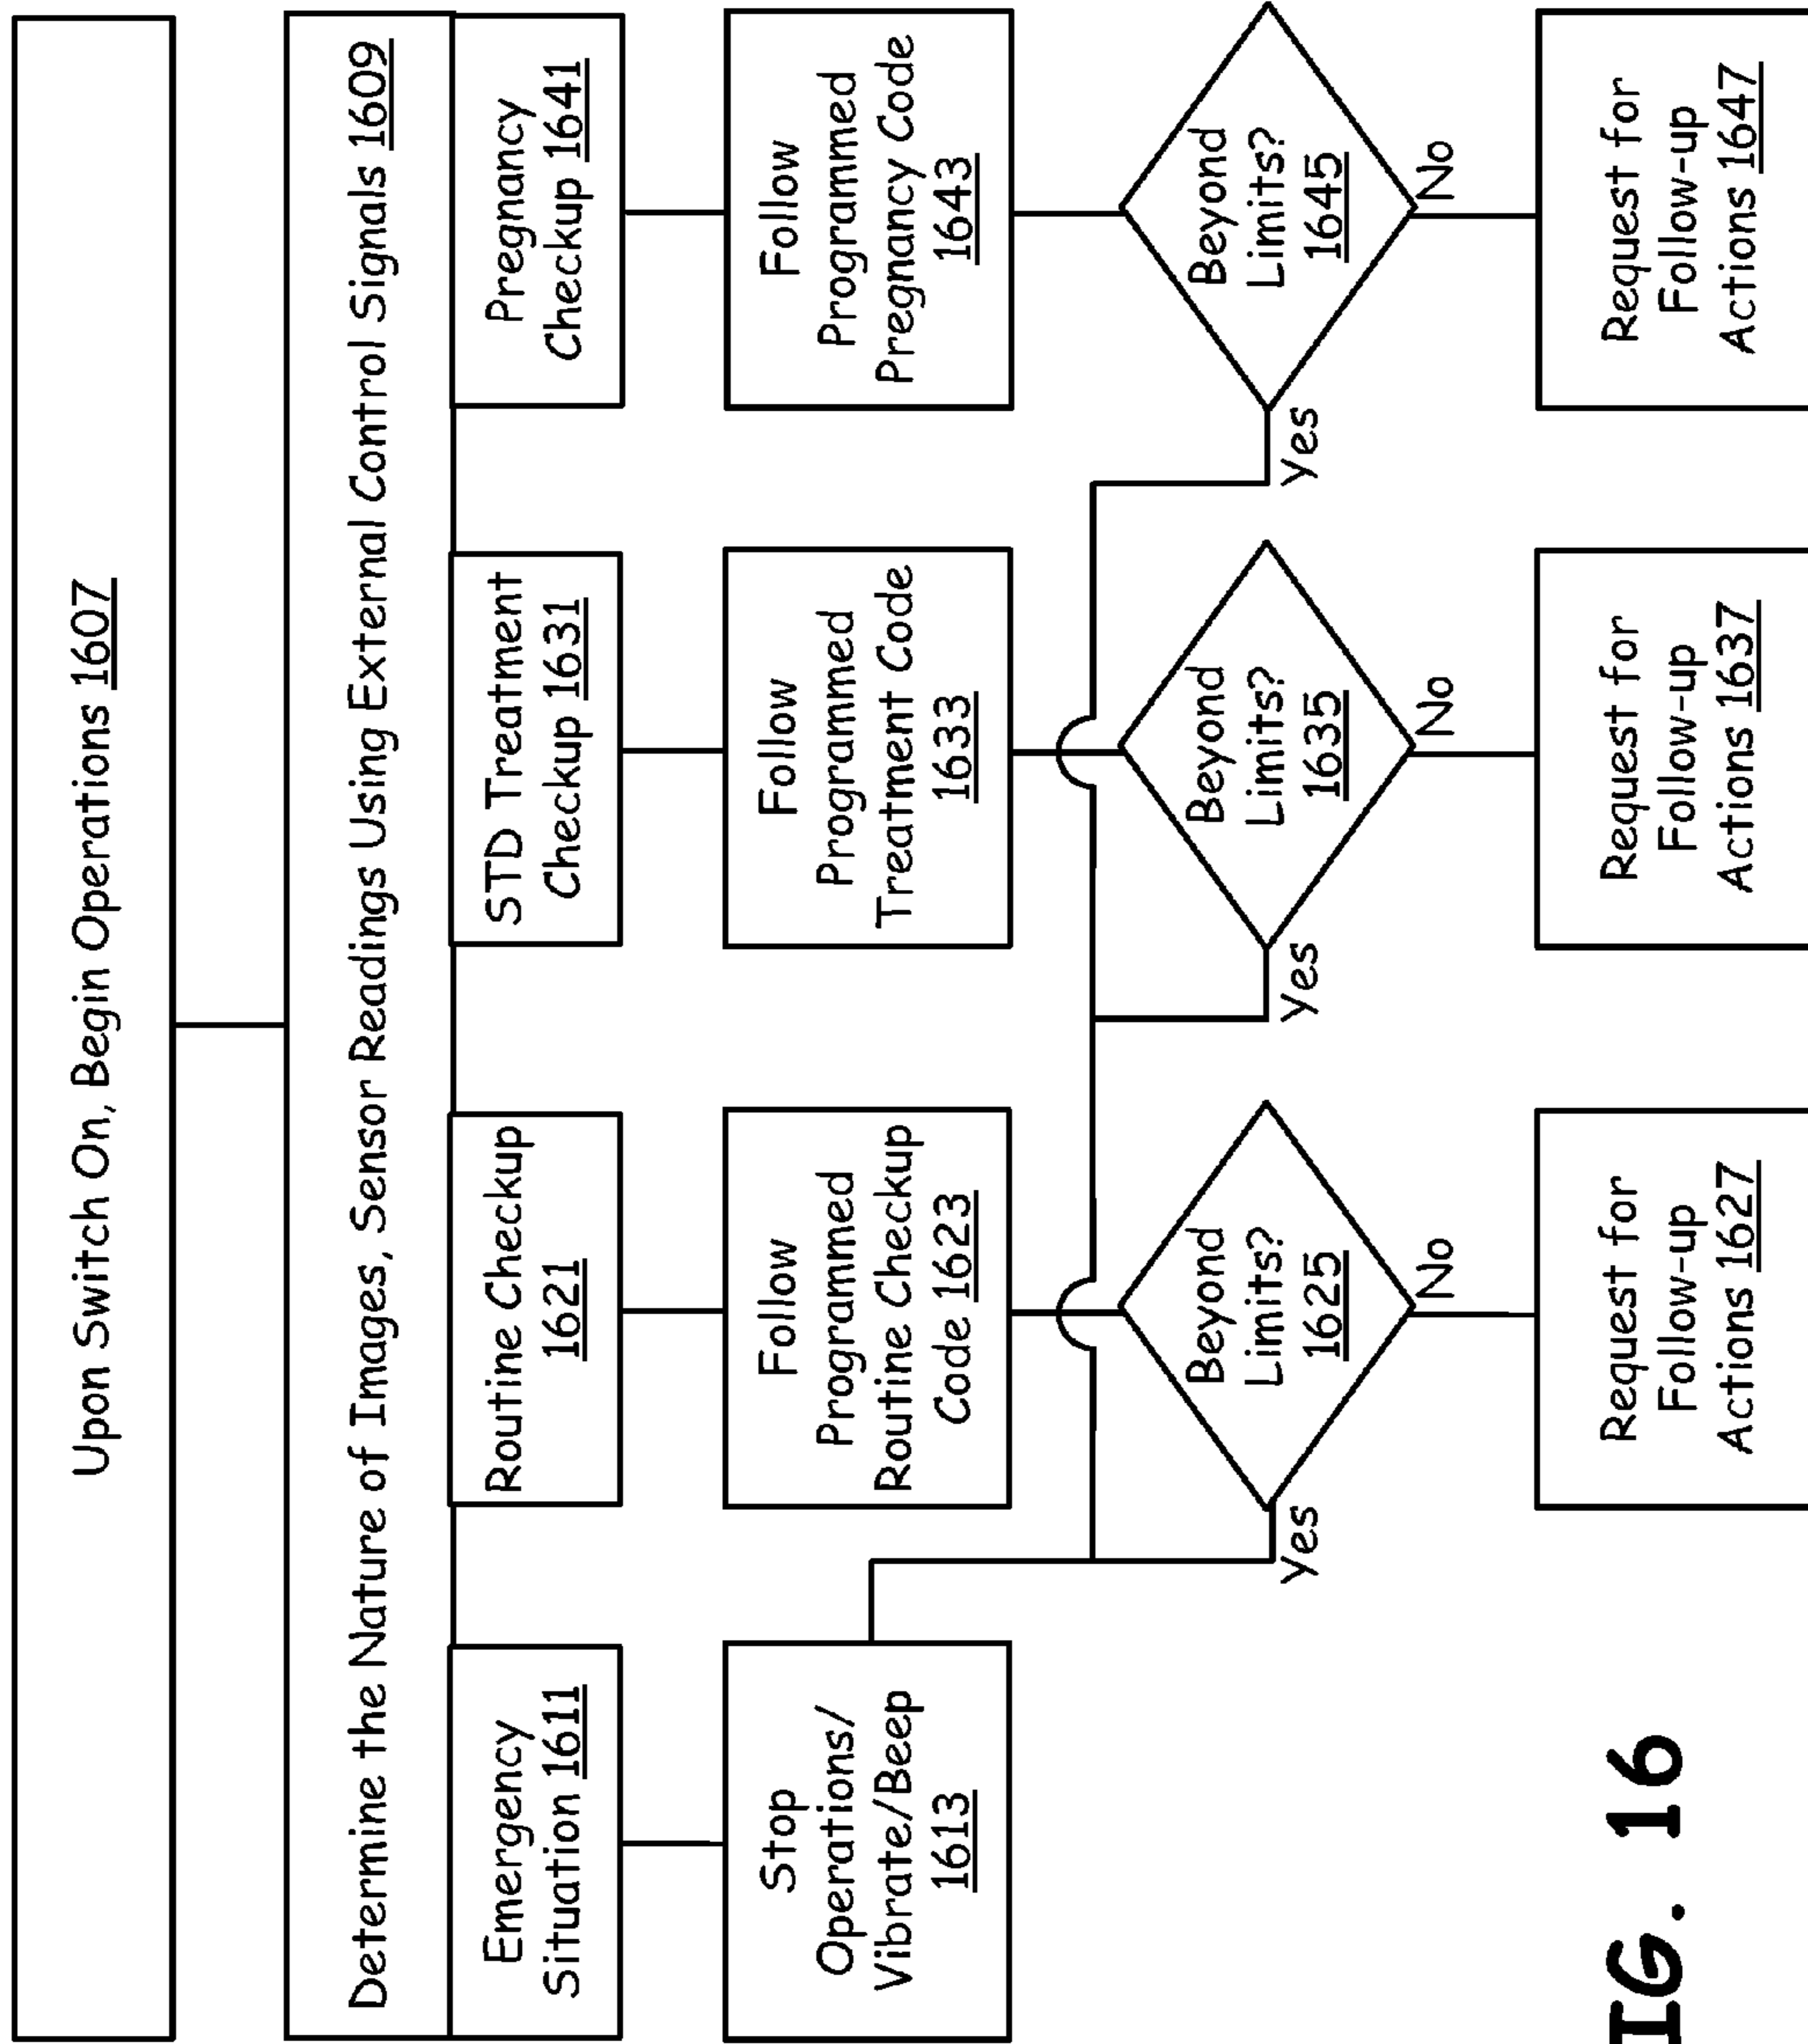 Upon Switch On, Begin Operations 1607
Determine the Nature of Images, Sensor Readings Using External Control Signals 1609
Emergency
Situation 1611
Routine Checkup
1621
STD Treatment
Checkup 1631
Pregnancy
Checkup 1641
Stop
Operations/
Vibrate/Beep
1613
Follow
Programmed
Routine Checkup
Code 1623
Follow
Programmed
Treatment Code
1633
Follow
Programmed
Pregnancy Code
1643
Beyond
Limits?
1625
Yes
No
Beyond
Limits?
1635
Yes
No
Beyond
Limits?
1645
Yes
No
Request for
Follow-up
Actions 1627
Request for
Follow-up
Actions 1637
Request for
Follow-up
Actions 1647
IG. 16